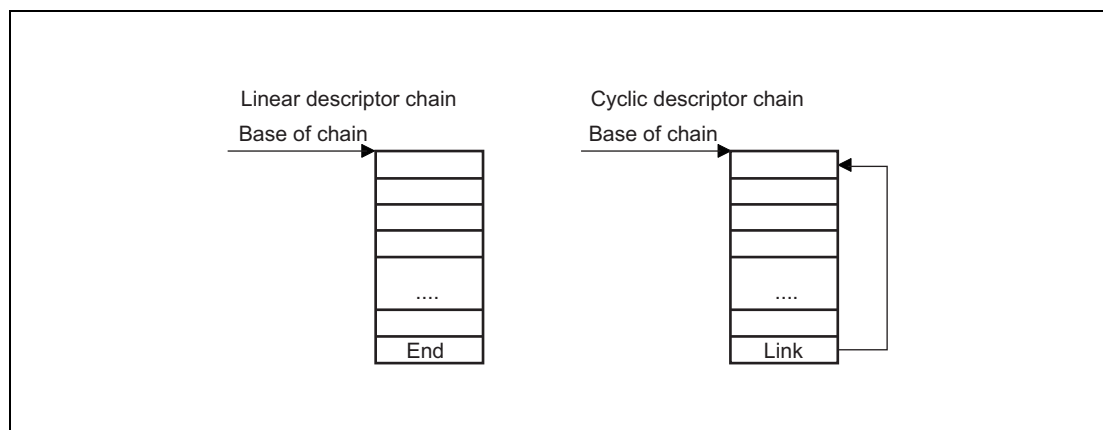 Linear descriptor chain
Base of chain
....
End
Cyclic descriptor chain
Base of chain
....
Link